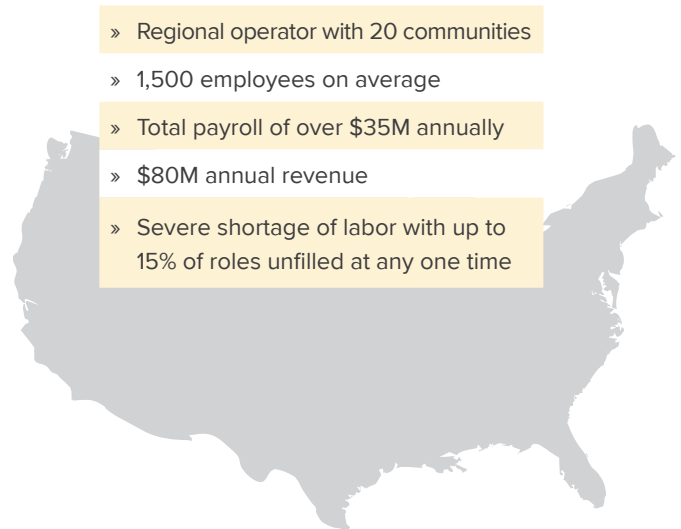 » Regional operator with 20 communities
» 1,500 employees on average
» Total payroll of over $35M annually
» $80M annual revenue
» Severe shortage of labor with up to
15% of roles unfilled at any one time